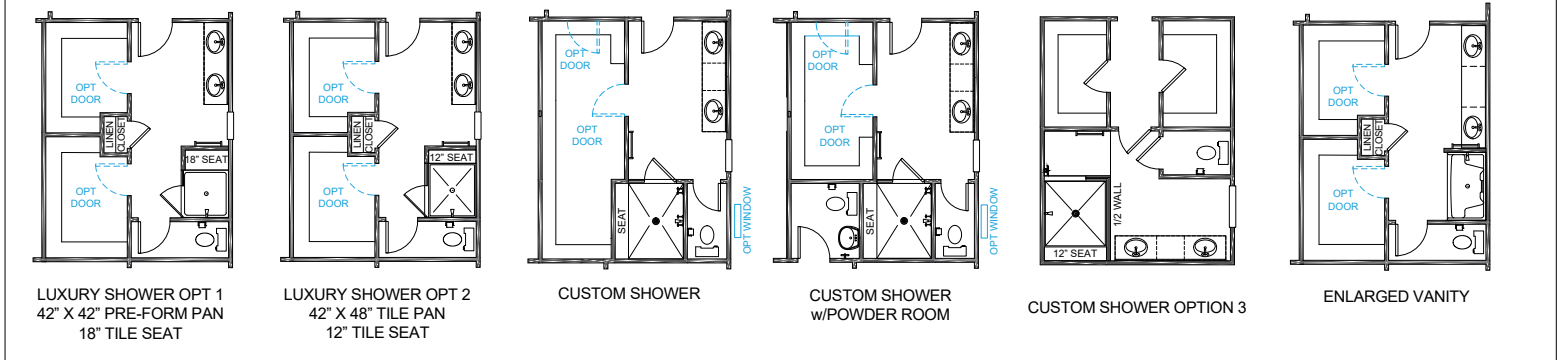 OPT
DOOR
LINEN
CLOSET
18" SEAT
OPT
DOOR
LUXURY SHOWER OPT 1
42" X 42" PRE-FORM PAN
18" TILE SEAT
OPT
DOOR
LINEN
CLOSET
12" SEAT
OPT
DOOR
LUXURY SHOWER OPT 2
42" X 48" TILE PAN
12" TILE SEAT
OPT
DOOR
OPT
DOOR
SEAT
OPT WINDOW
CUSTOM SHOWER
OPT
DOOR
OPT
DOOR
SEAT
OPT WINDOW
CUSTOM SHOWER
w/POWDER ROOM
1/2 WALL
12" SEAT
CUSTOM SHOWER OPTION 3
OPT
DOOR
LINEN
CLOSET
OPT
DOOR
ENLARGED VANITY